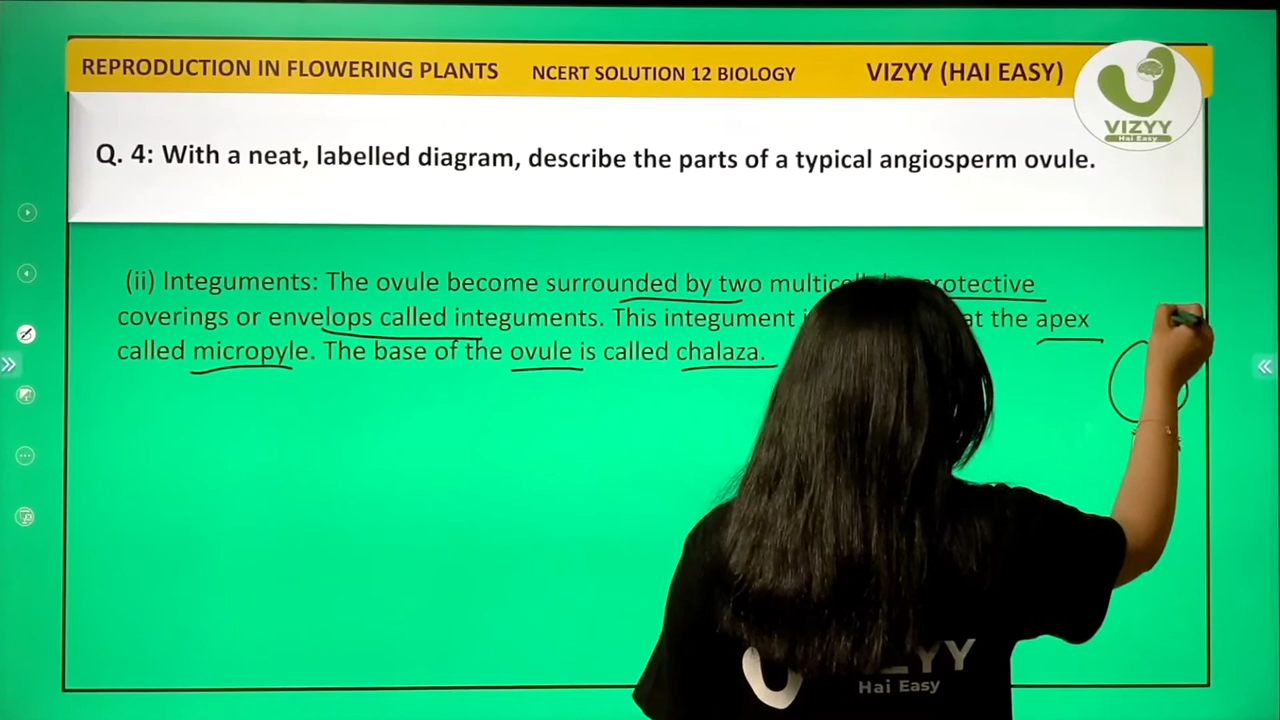 REPRODUCTION IN FLOWERING PLANTS NCERT SOLUTION 12 BIOLOGY VIZYY (HAI EASY)
VIZYY
Hai Easy
Q. 4: With a neat, labelled diagram, describe the parts of a typical angiosperm ovule.
(ii) Integuments: The ovule become surrounded by two protective
coverings or envelops called integuments. This integument at the apex
called micropyle. The base of the ovule is called chalaza.
YY
Hai Easy